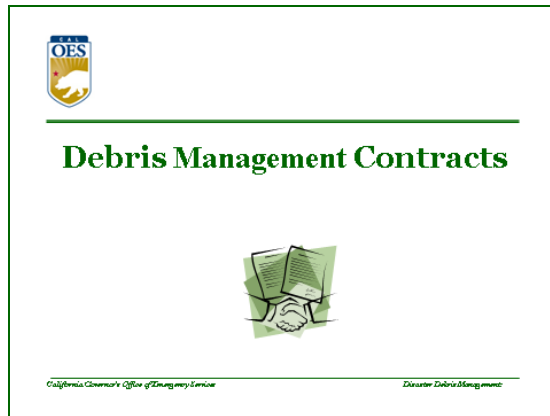 CAL
OES
Debris Management Contracts
California Governor's Office of Emergency Services
Disaster Debris Management